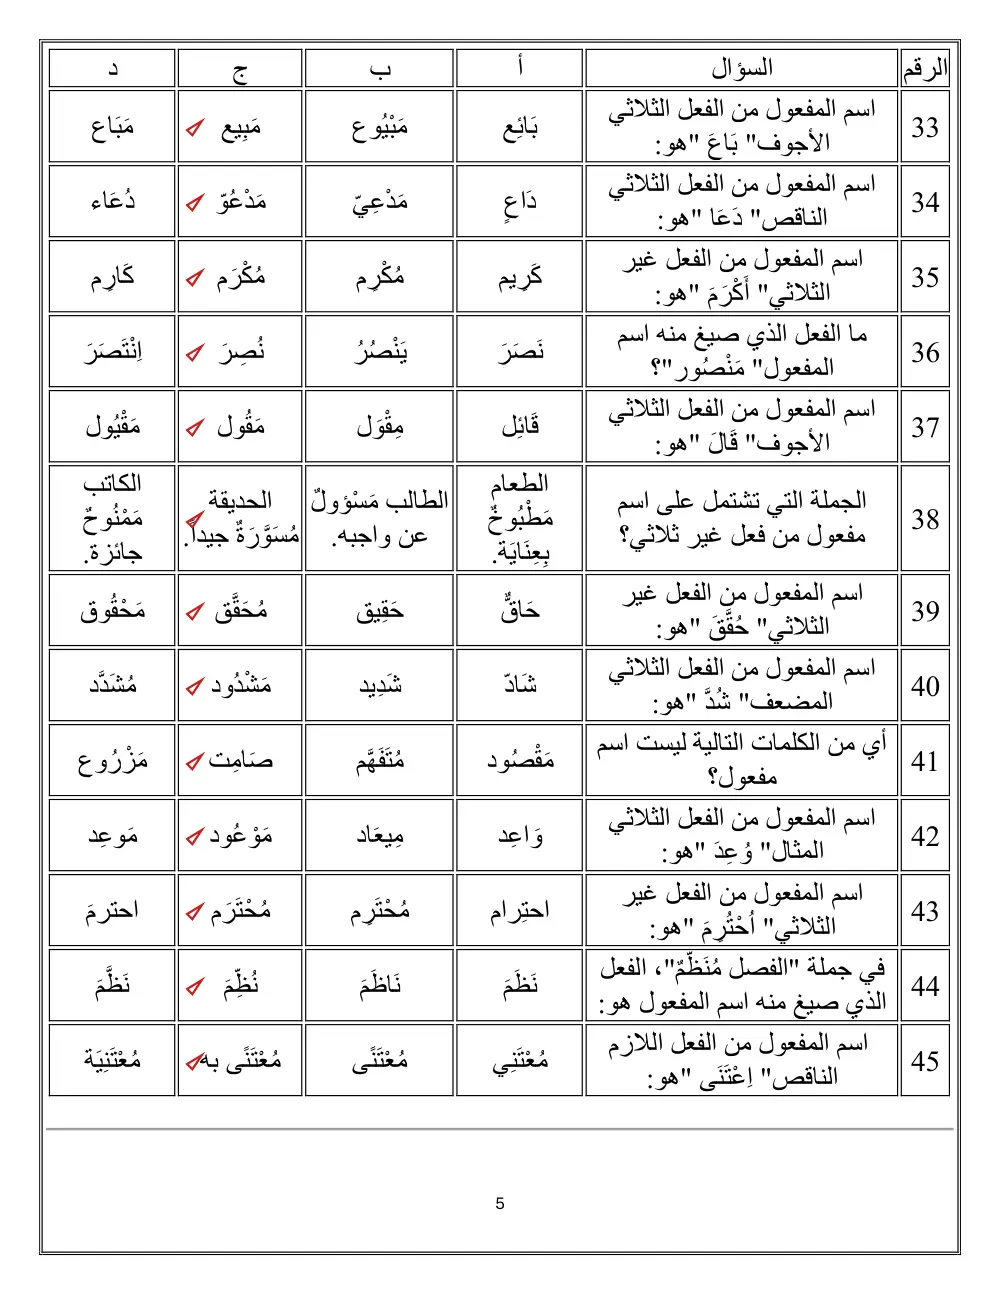 الرقم السؤال أ ب ج د
33 اسم المفعول من الفعل الثلاثي الأجوف" بَاعَ "هو: بَائِع مَبْيُوع مَبِيع مَبَاع
34 اسم المفعول من الفعل الثلاثي الناقص" دَعَا "هو: دَاعٍ مَدْعِيّ مَدْعُوّ دُعَاء
35 اسم المفعول من الفعل غير الثلاثي" أَكْرَمَ "هو: كَرِيم مُكْرِم مُكْرَم كَارِم
36 ما الفعل الذي صيغ منه اسم المفعول" مَنْصُور"؟ نَصَرَ يَنْصُرُ نُصِرَ اِنْتَصَرَ
37 اسم المفعول من الفعل الثلاثي الأجوف" قَالَ "هو: قَائِل مِقْوَل مَقُول مَقْيُول
38 الجملة التي تشتمل على اسم مفعول من فعل غير ثلاثي؟ الطعام مَطْبُوخٌ بِعِنَايَة. الطالب مَسْؤولٌ عن واجبه. الحديقة مُسَوَّرَةٌ جيداً. الكاتب مَمْنُوحٌ جائزة.
39 اسم المفعول من الفعل غير الثلاثي" حُقَّقَ "هو: حَاقٌّ حَقِيق مُحَقَّق مَحْقُوق
40 اسم المفعول من الفعل الثلاثي المضعف" شُدَّ "هو: شَادّ شَدِيد مَشْدُود مُشَدَّد
41 أي من الكلمات التالية ليست اسم مفعول؟ مَقْصُود مُتَفَهَّم صَامِت مَزْرُوع
42 اسم المفعول من الفعل الثلاثي المثال" وُعِدَ "هو: وَاعِد مِيعَاد مَوْعُود مَوعِد
43 اسم المفعول من الفعل غير الثلاثي" اُحْتُرِمَ "هو: احتِرام مُحْتَرِم مُحْتَرَم احترمَ
44 في جملة "الفصل مُنَظّمٌ"، الفعل الذي صيغ منه اسم المفعول هو: نَظَمَ نَاظَمَ نُظِّمَ نَظَّمَ
45 اسم المفعول من الفعل اللازم الناقص" اِعْتَنَى "هو: مُعْتَنِي مُعْتَنًى مُعْتَنًى به مُعْتَنِيَة
5